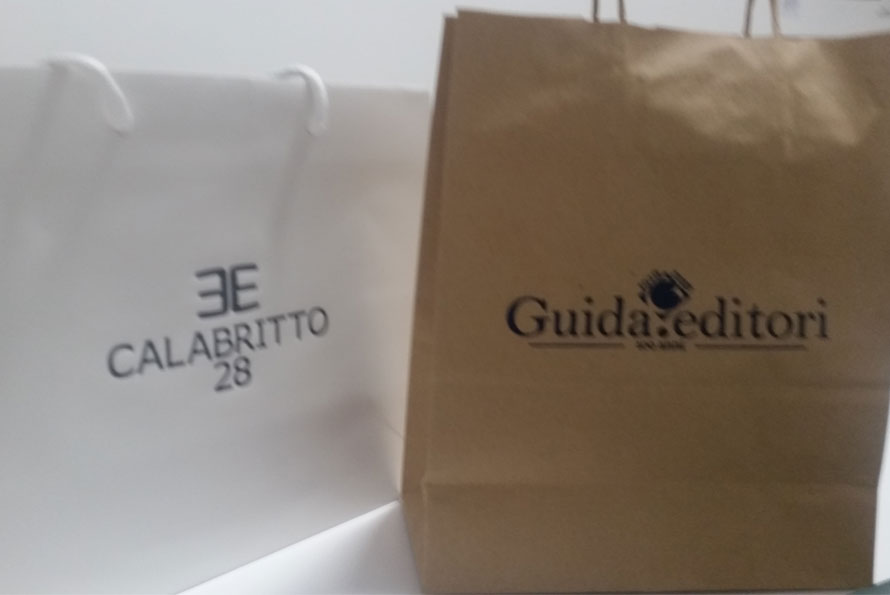 ƎE
CALABRITTO
28
Guida editori